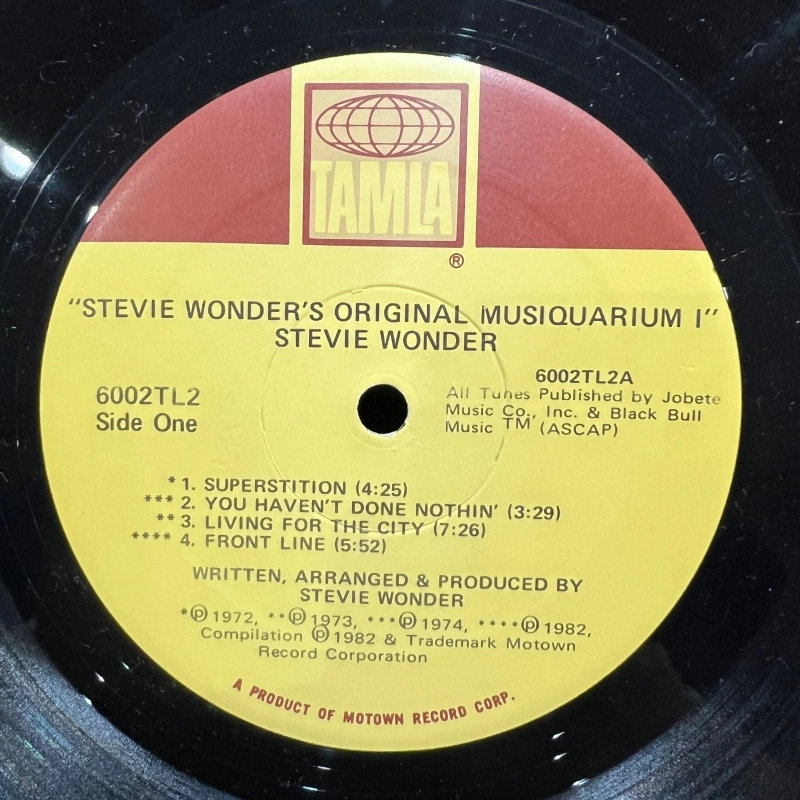 TAMLA
®
"STEVIE WONDER'S ORIGINAL MUSIQUARIUM I"
STEVIE WONDER
6002TL2
Side One
6002TL2A
All Tunes Published by Jobete
Music Co., Inc. & Black Bull
Music ™ (ASCAP)
* 1. SUPERSTITION (4:25)
*** 2. YOU HAVEN'T DONE NOTHIN' (3:29)
** 3. LIVING FOR THE CITY (7:26)
**** 4. FRONT LINE (5:52)
WRITTEN, ARRANGED & PRODUCED BY
STEVIE WONDER
*℗ 1972, **℗ 1973, ***℗ 1974, ****℗ 1982,
Compilation ℗ 1982 & Trademark Motown
Record Corporation
A PRODUCT OF MOTOWN RECORD CORP.